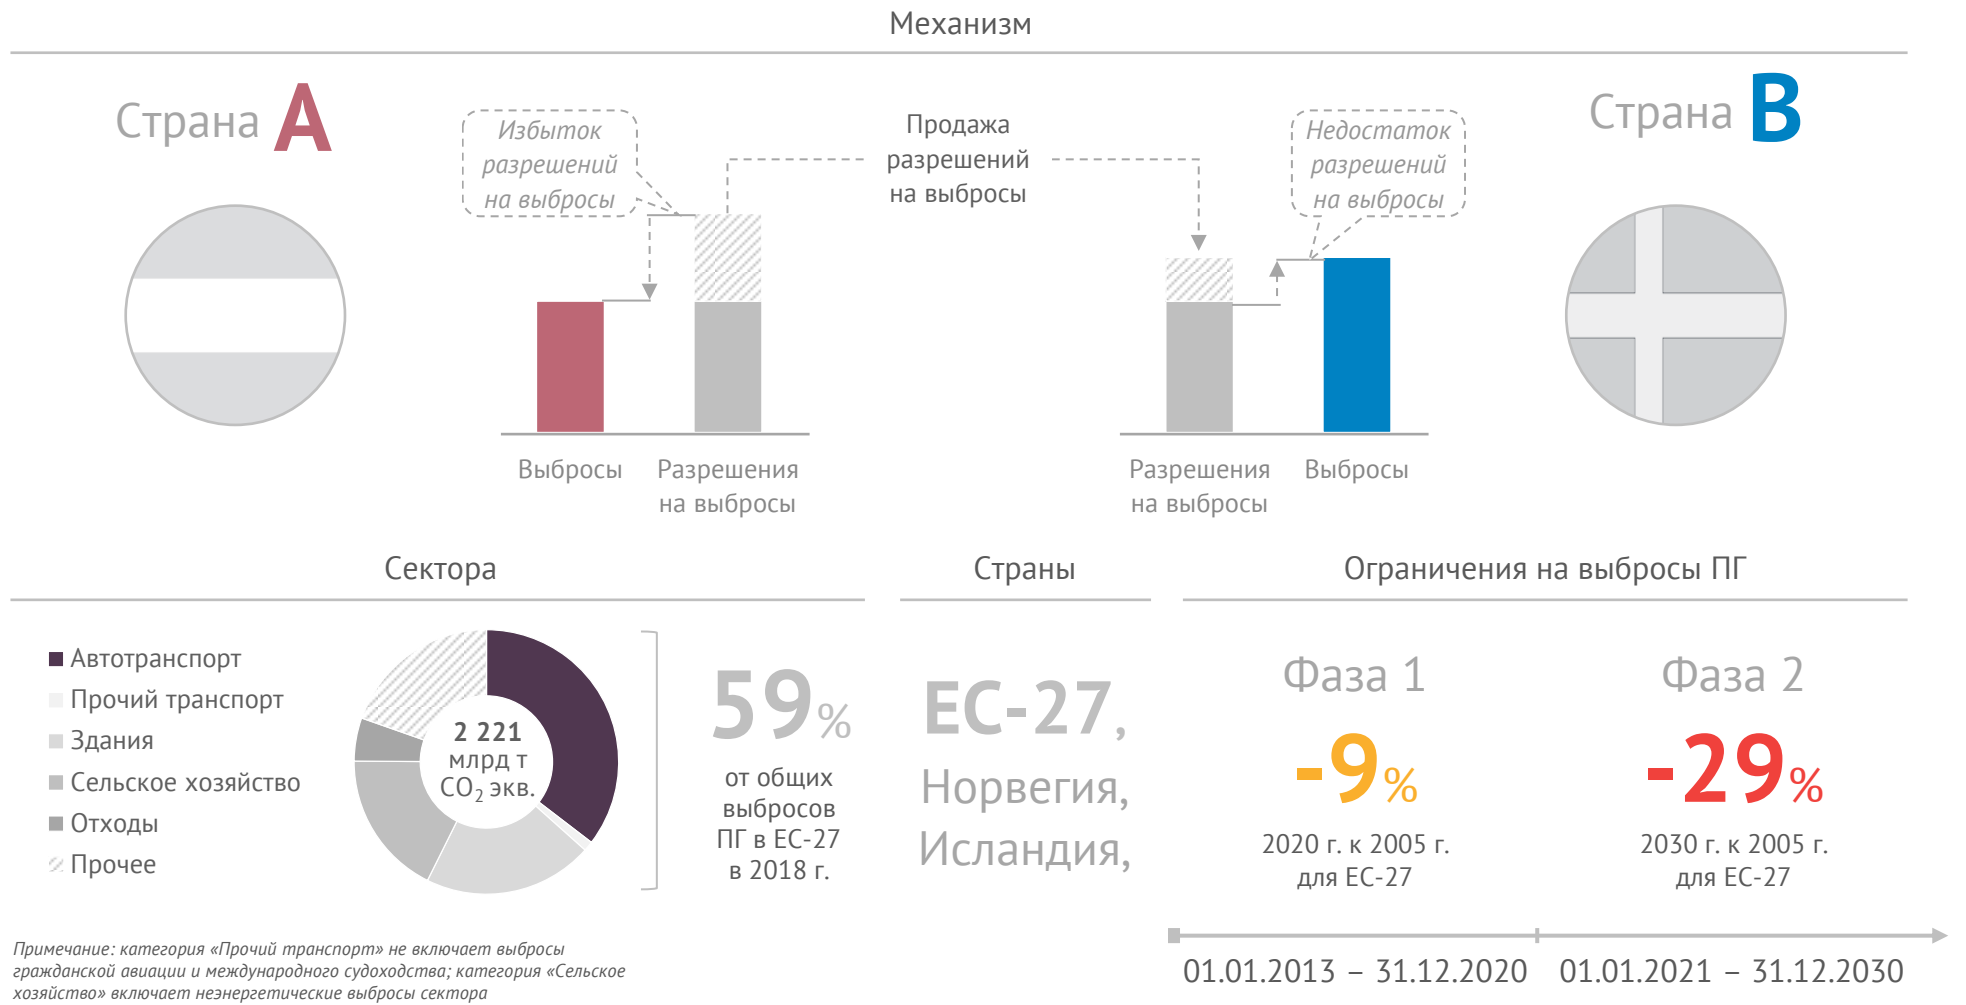 Механизм
Страна A
Избыток
разрешений
на выбросы
Продажа
разрешений
на выбросы
Недостаток
разрешений
на выбросы
Страна B
Выбросы
Разрешения
на выбросы
Разрешения
на выбросы
Выбросы
Сектора
Автотранспорт
Прочий транспорт
Здания
Сельское хозяйство
Отходы
Прочее
2 221
млрд т
CO2 экв.
59%
от общих
выбросов
ПГ в ЕС-27
в 2018 г.
Страны
ЕС-27,
Норвегия,
Исландия,
Ограничения на выбросы ПГ
Фаза 1
-9%
2020 г. к 2005 г.
для ЕС-27
Фаза 2
-29%
2030 г. к 2005 г.
для ЕС-27
01.01.2013 – 31.12.2020
01.01.2021 – 31.12.2030
Примечание: категория «Прочий транспорт» не включает выбросы
гражданской авиации и международного судоходства; категория «Сельское
хозяйство» включает неэнергетические выбросы сектора